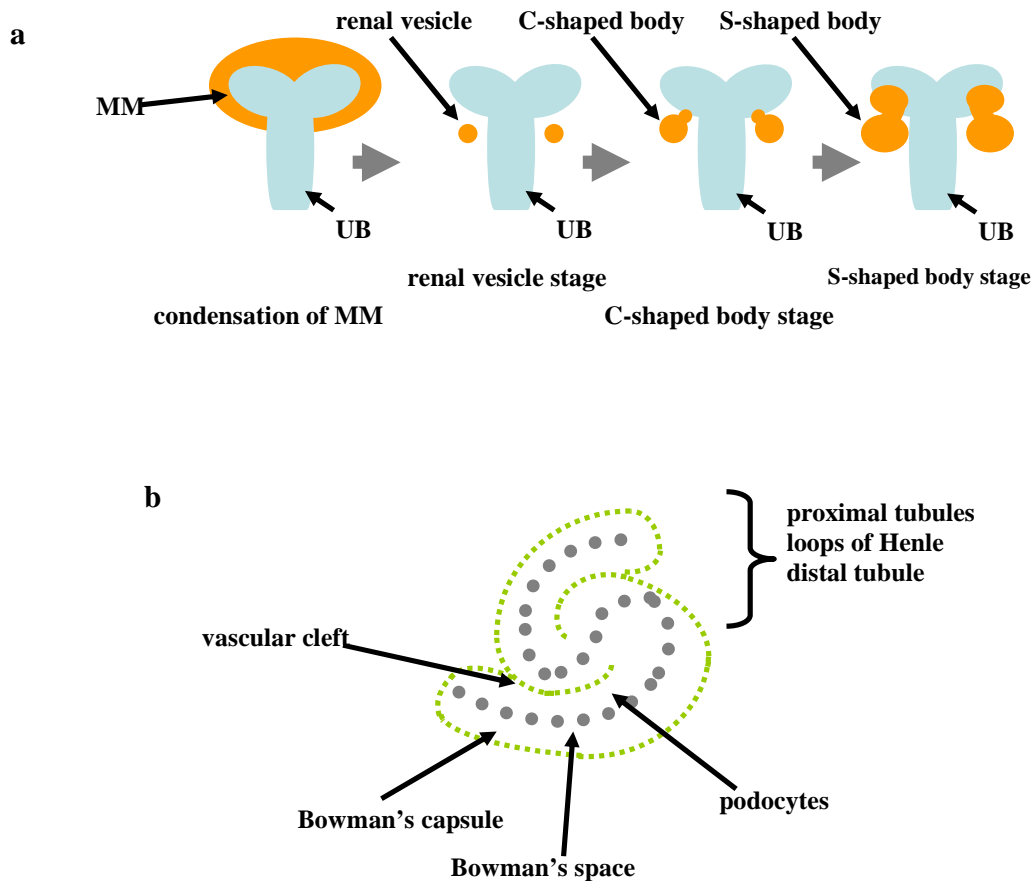 a
renal vesicle
C-shaped body
S-shaped body
MM
UB
UB
UB
UB
condensation of MM
renal vesicle stage
C-shaped body stage
S-shaped body stage
b
proximal tubules
loops of Henle
distal tubule
vascular cleft
Bowman's capsule
Bowman's space
podocytes